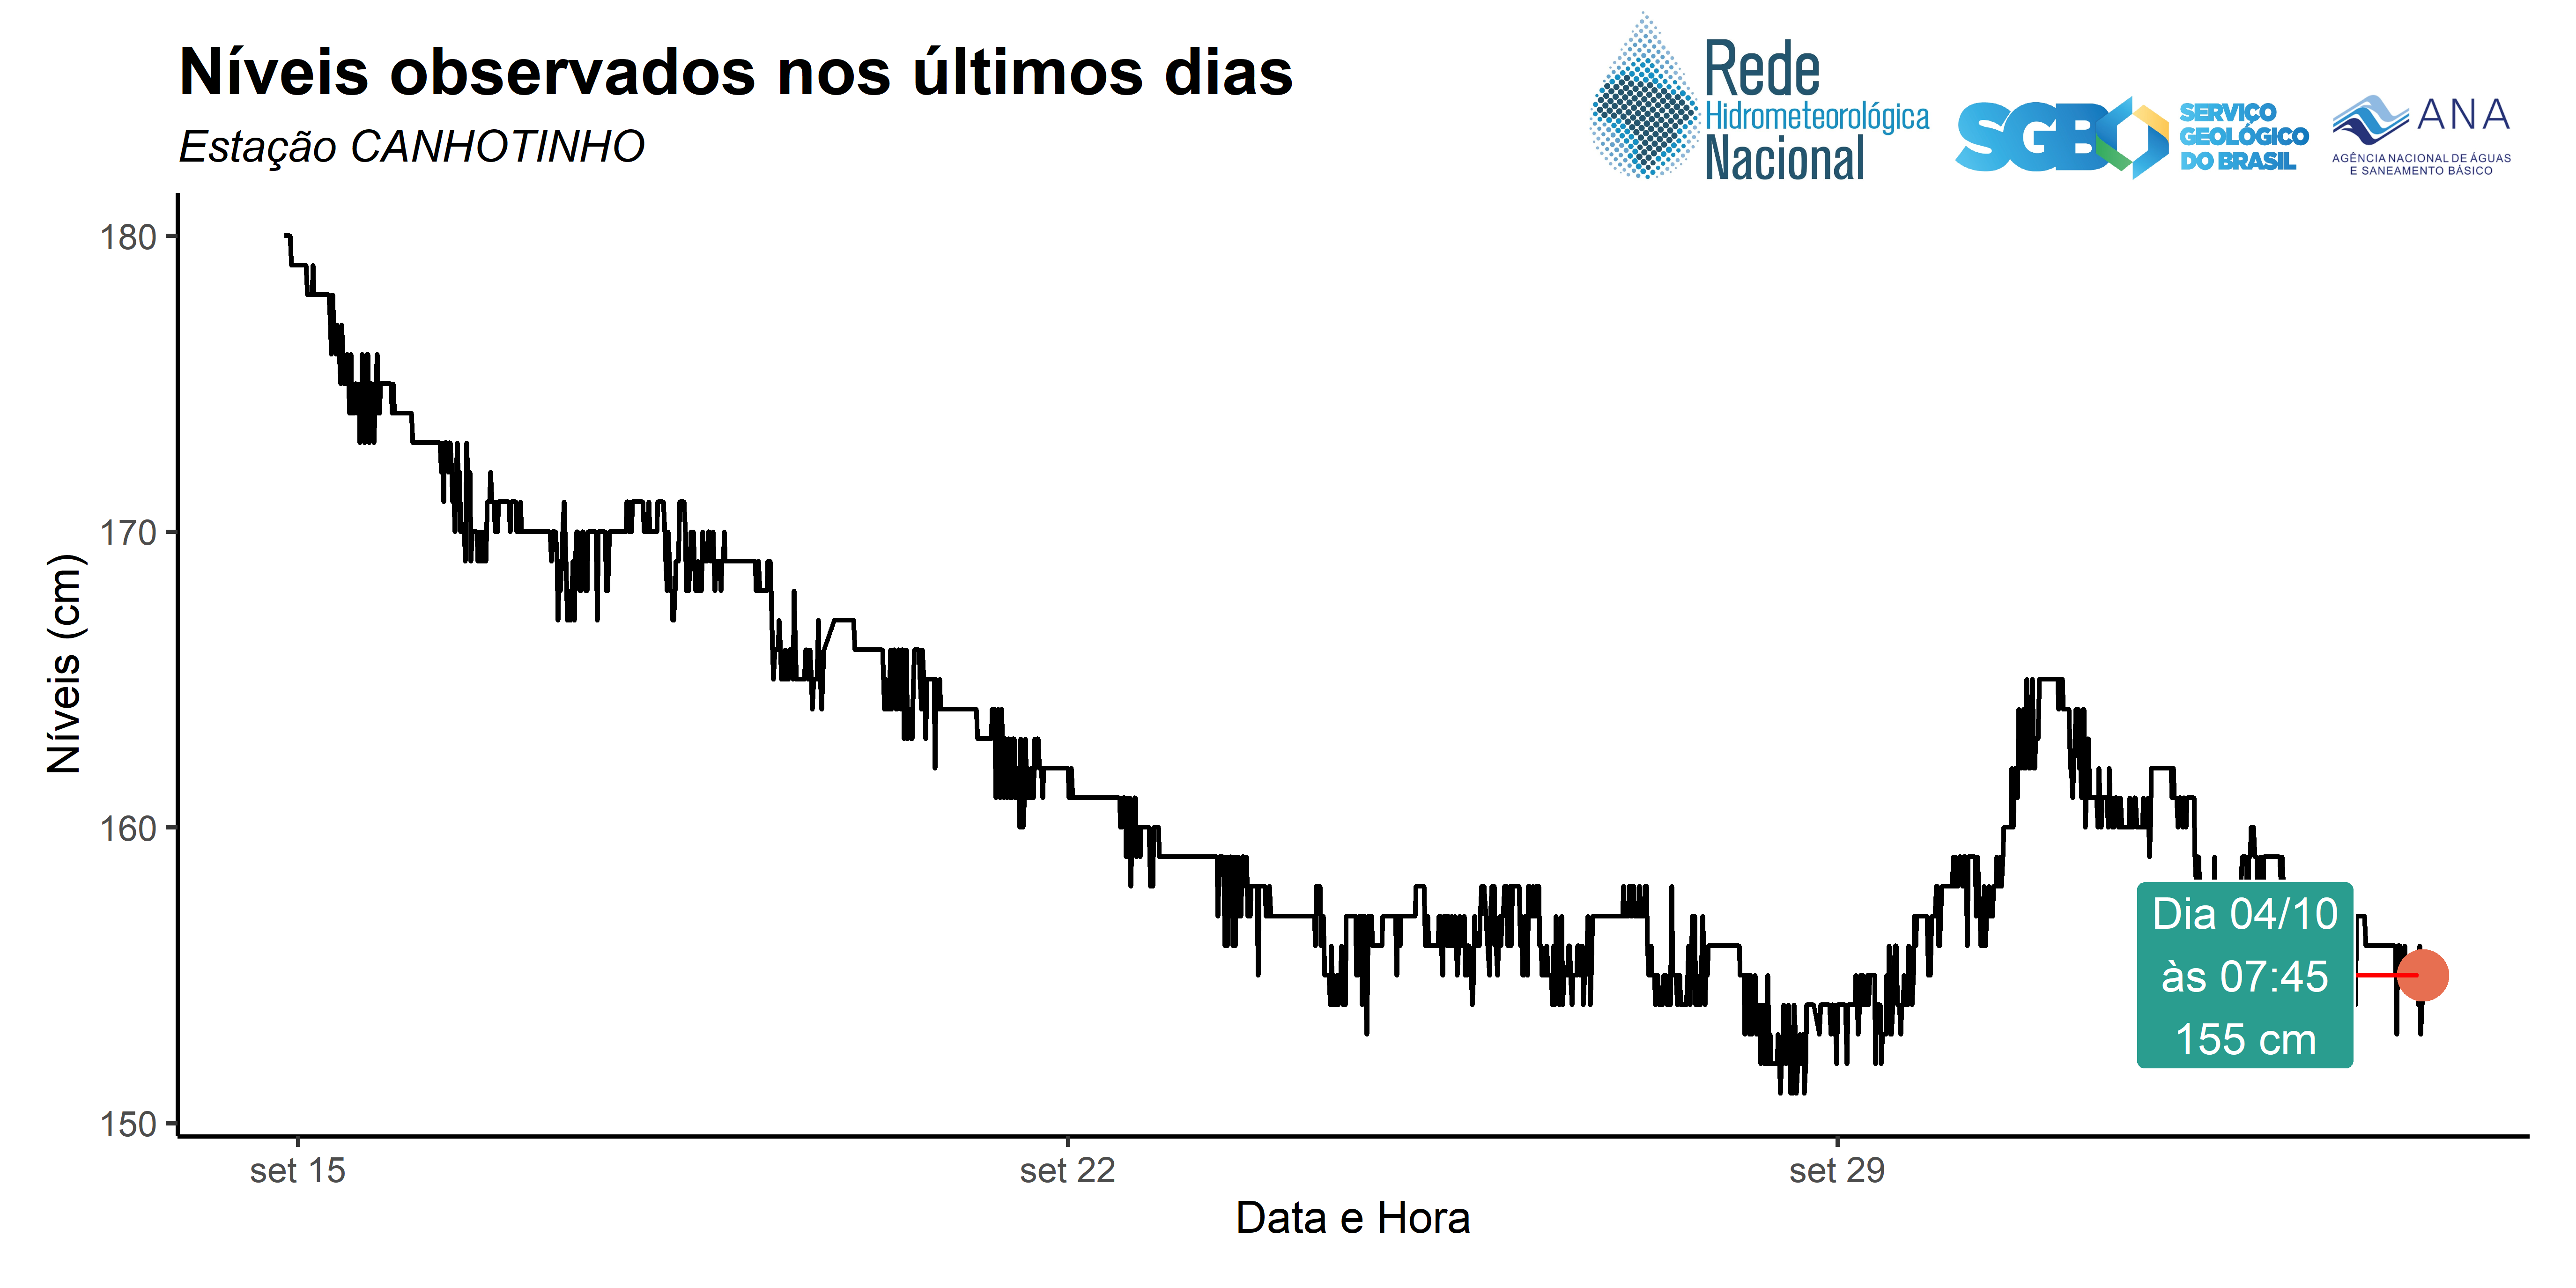 Níveis observados nos últimos dias
Estação CANHOTINHO
Rede
Hidrometeorológica
Nacional
SGB
SERVIÇO
GEOLÓGICO
DO BRASIL
ANA
AGÊNCIA NACIONAL DE ÁGUAS
E SANEAMENTO BÁSICO
Níveis (cm)
180
170
160
150
Dia 04/10
às 07:45
155 cm
set 15
set 22
set 29
Data e Hora